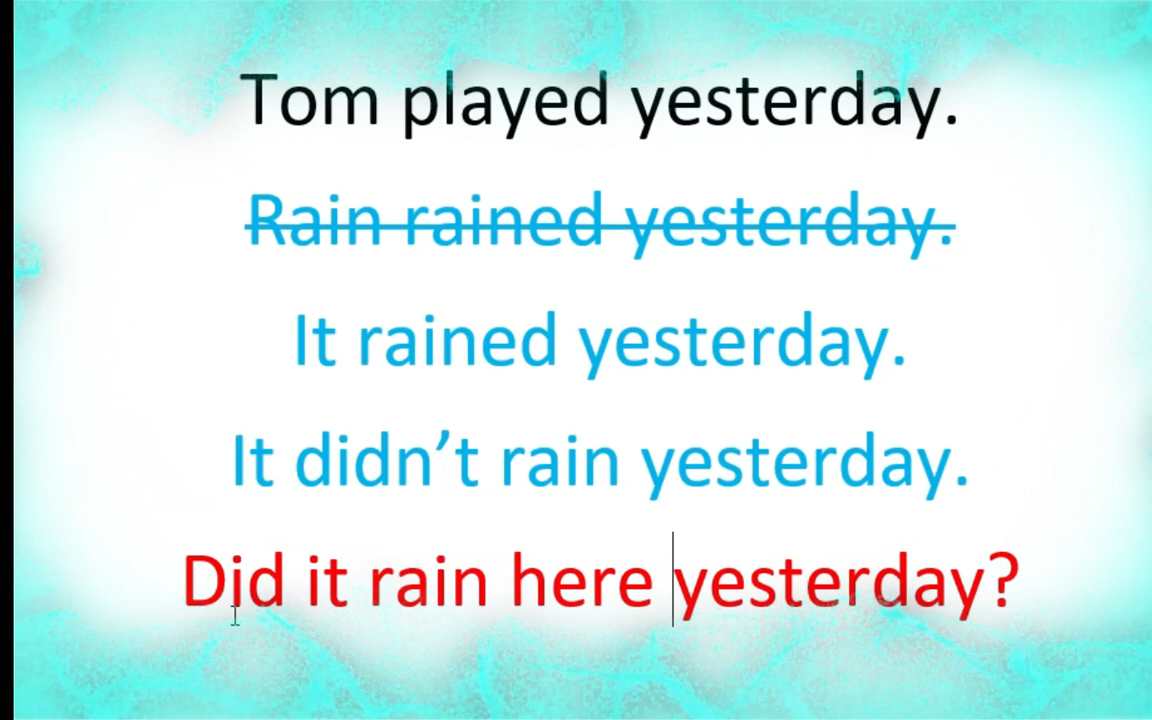 Tom played yesterday.
Rain rained yesterday.
It rained yesterday.
It didn’t rain yesterday.
Did it rain here yesterday?